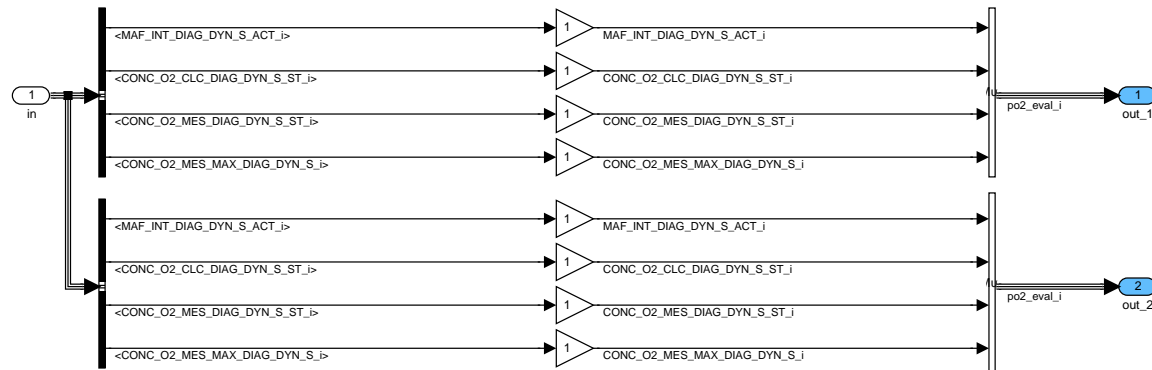 <MAF_INT_DIAG_DYN_S_ACT_i> 1 MAF_INT_DIAG_DYN_S_ACT_i
<CONC_O2_CLC_DIAG_DYN_S_ST_i> 1 CONC_O2_CLC_DIAG_DYN_S_ST_i
1 in po2_eval_i 1 out_1
<CONC_O2_MES_DIAG_DYN_S_ST_i> 1 CONC_O2_MES_DIAG_DYN_S_ST_i
<CONC_O2_MES_MAX_DIAG_DYN_S_i> 1 CONC_O2_MES_MAX_DIAG_DYN_S_i
<MAF_INT_DIAG_DYN_S_ACT_i> 1 MAF_INT_DIAG_DYN_S_ACT_i
<CONC_O2_CLC_DIAG_DYN_S_ST_i> 1 CONC_O2_CLC_DIAG_DYN_S_ST_i
po2_eval_i 2 out_2
<CONC_O2_MES_DIAG_DYN_S_ST_i> 1 CONC_O2_MES_DIAG_DYN_S_ST_i
<CONC_O2_MES_MAX_DIAG_DYN_S_i> 1 CONC_O2_MES_MAX_DIAG_DYN_S_i